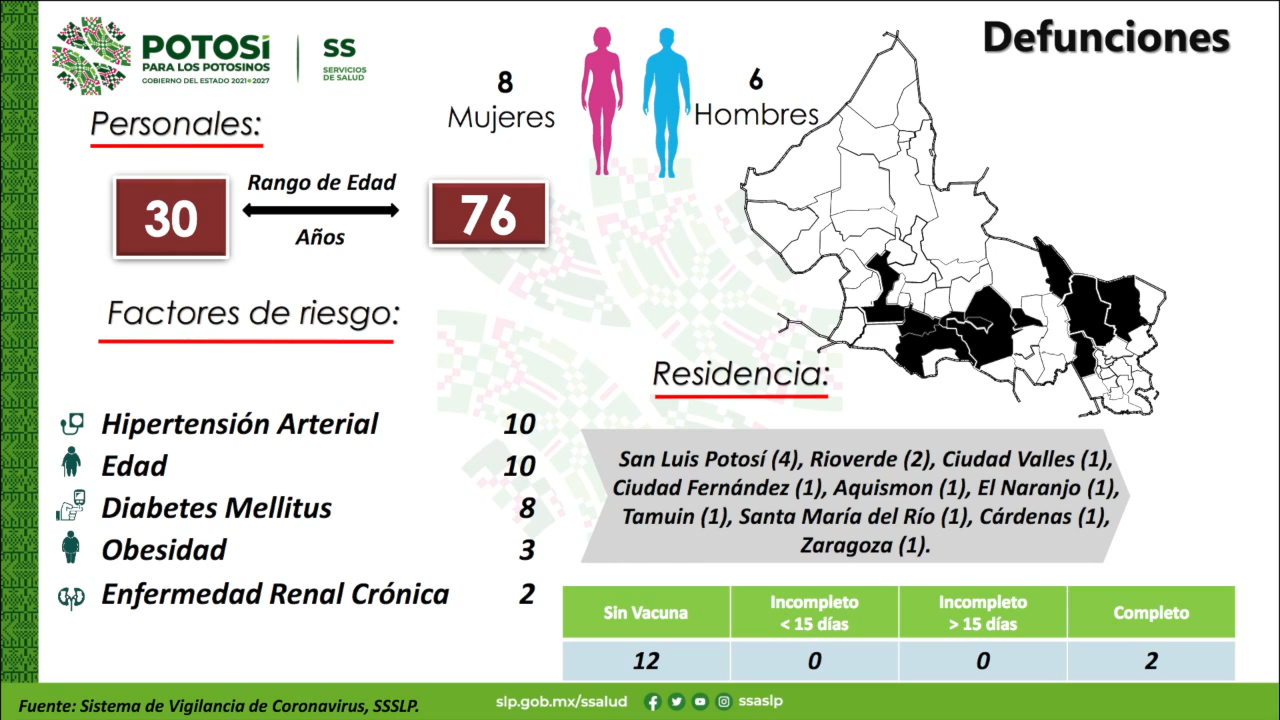 POTOSÍ
PARA LOS POTOSINOS
GOBIERNO DEL ESTADO 2021•2027
SS
SERVICIOS
DE SALUD
Defunciones
8
Mujeres
6
Hombres
Personales:
30
Rango de Edad
Años
76
Factores de riesgo:
Hipertensión Arterial 10
Edad 10
Diabetes Mellitus 8
Obesidad 3
Enfermedad Renal Crónica 2
Residencia:
San Luis Potosí (4), Rioverde (2), Ciudad Valles (1),
Ciudad Fernández (1), Aquismon (1), El Naranjo (1),
Tamuin (1), Santa María del Río (1), Cárdenas (1),
Zaragoza (1).
Sin Vacuna
Incompleto
< 15 días
Incompleto
> 15 días
Completo
12 0 0 2
Fuente: Sistema de Vigilancia de Coronavirus, SSSLP.
slp.gob.mx/ssalud
ssaslp